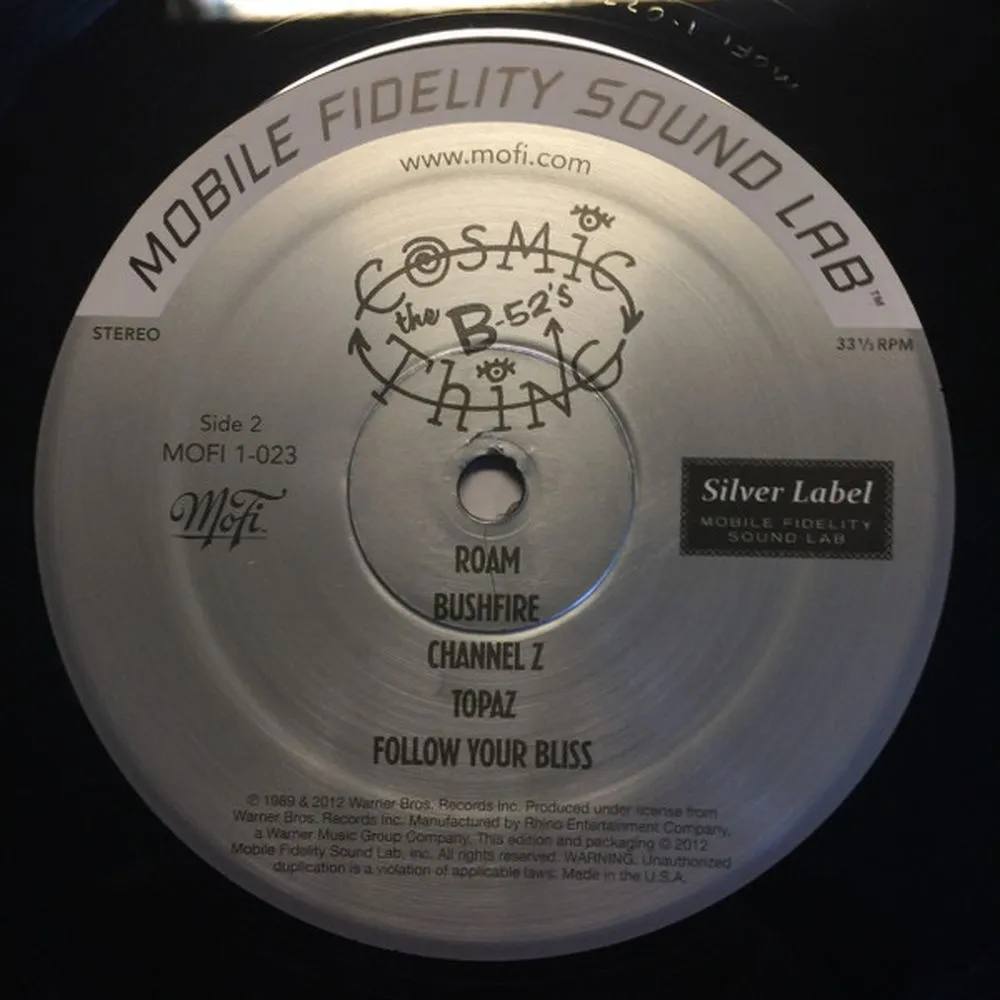 MOFI 1-023
MOBILE FIDELITY SOUND LAB™
www.mofi.com
COSMIC
the B-52's
THING
STEREO
33⅓ RPM
Side 2
MOFI 1-023
MoFi
Silver Label
MOBILE FIDELITY
SOUND LAB
ROAM
BUSHFIRE
CHANNEL Z
TOPAZ
FOLLOW YOUR BLISS
℗ 1989 & 2012 Warner Bros. Records Inc. Produced under license from
Warner Bros. Records Inc. Manufactured by Rhino Entertainment Company,
a Warner Music Group Company. This edition and packaging © 2012
Mobile Fidelity Sound Lab, Inc. All rights reserved. WARNING. Unauthorized
duplication is a violation of applicable laws. Made in the U.S.A.